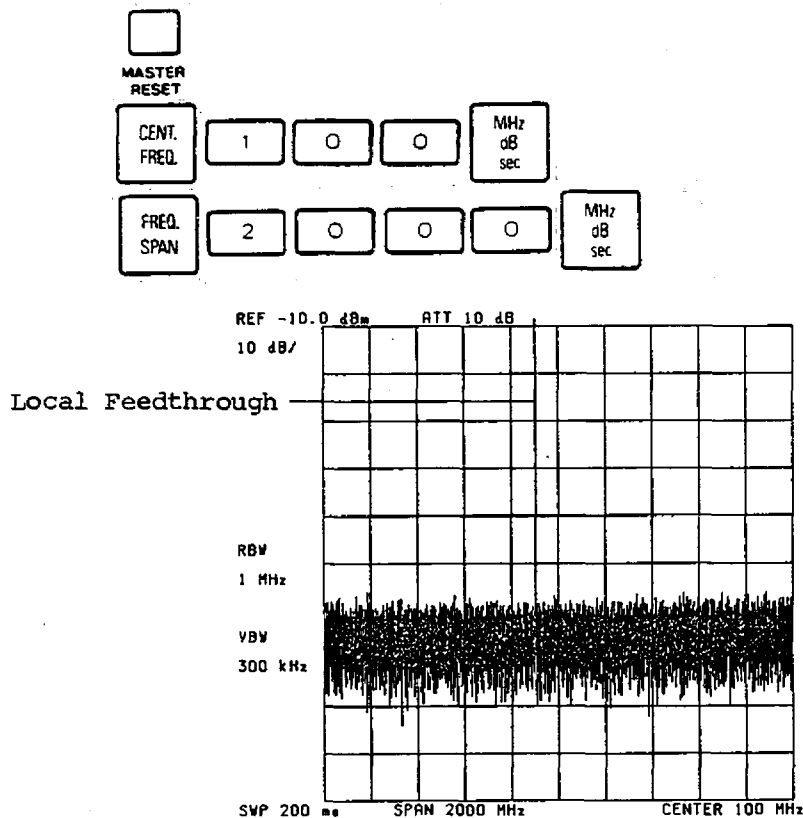 MASTER
RESET
CENT.
FREQ.
1
0
0
MHz
dB
sec
FREQ.
SPAN
2
0
0
0
MHz
dB
sec
REF -10.0 dBm ATT 10 dB
10 dB/
Local Feedthrough
RBW
1 MHz
VBW
300 kHz
SWP 200 ms SPAN 2000 MHz CENTER 100 MHz